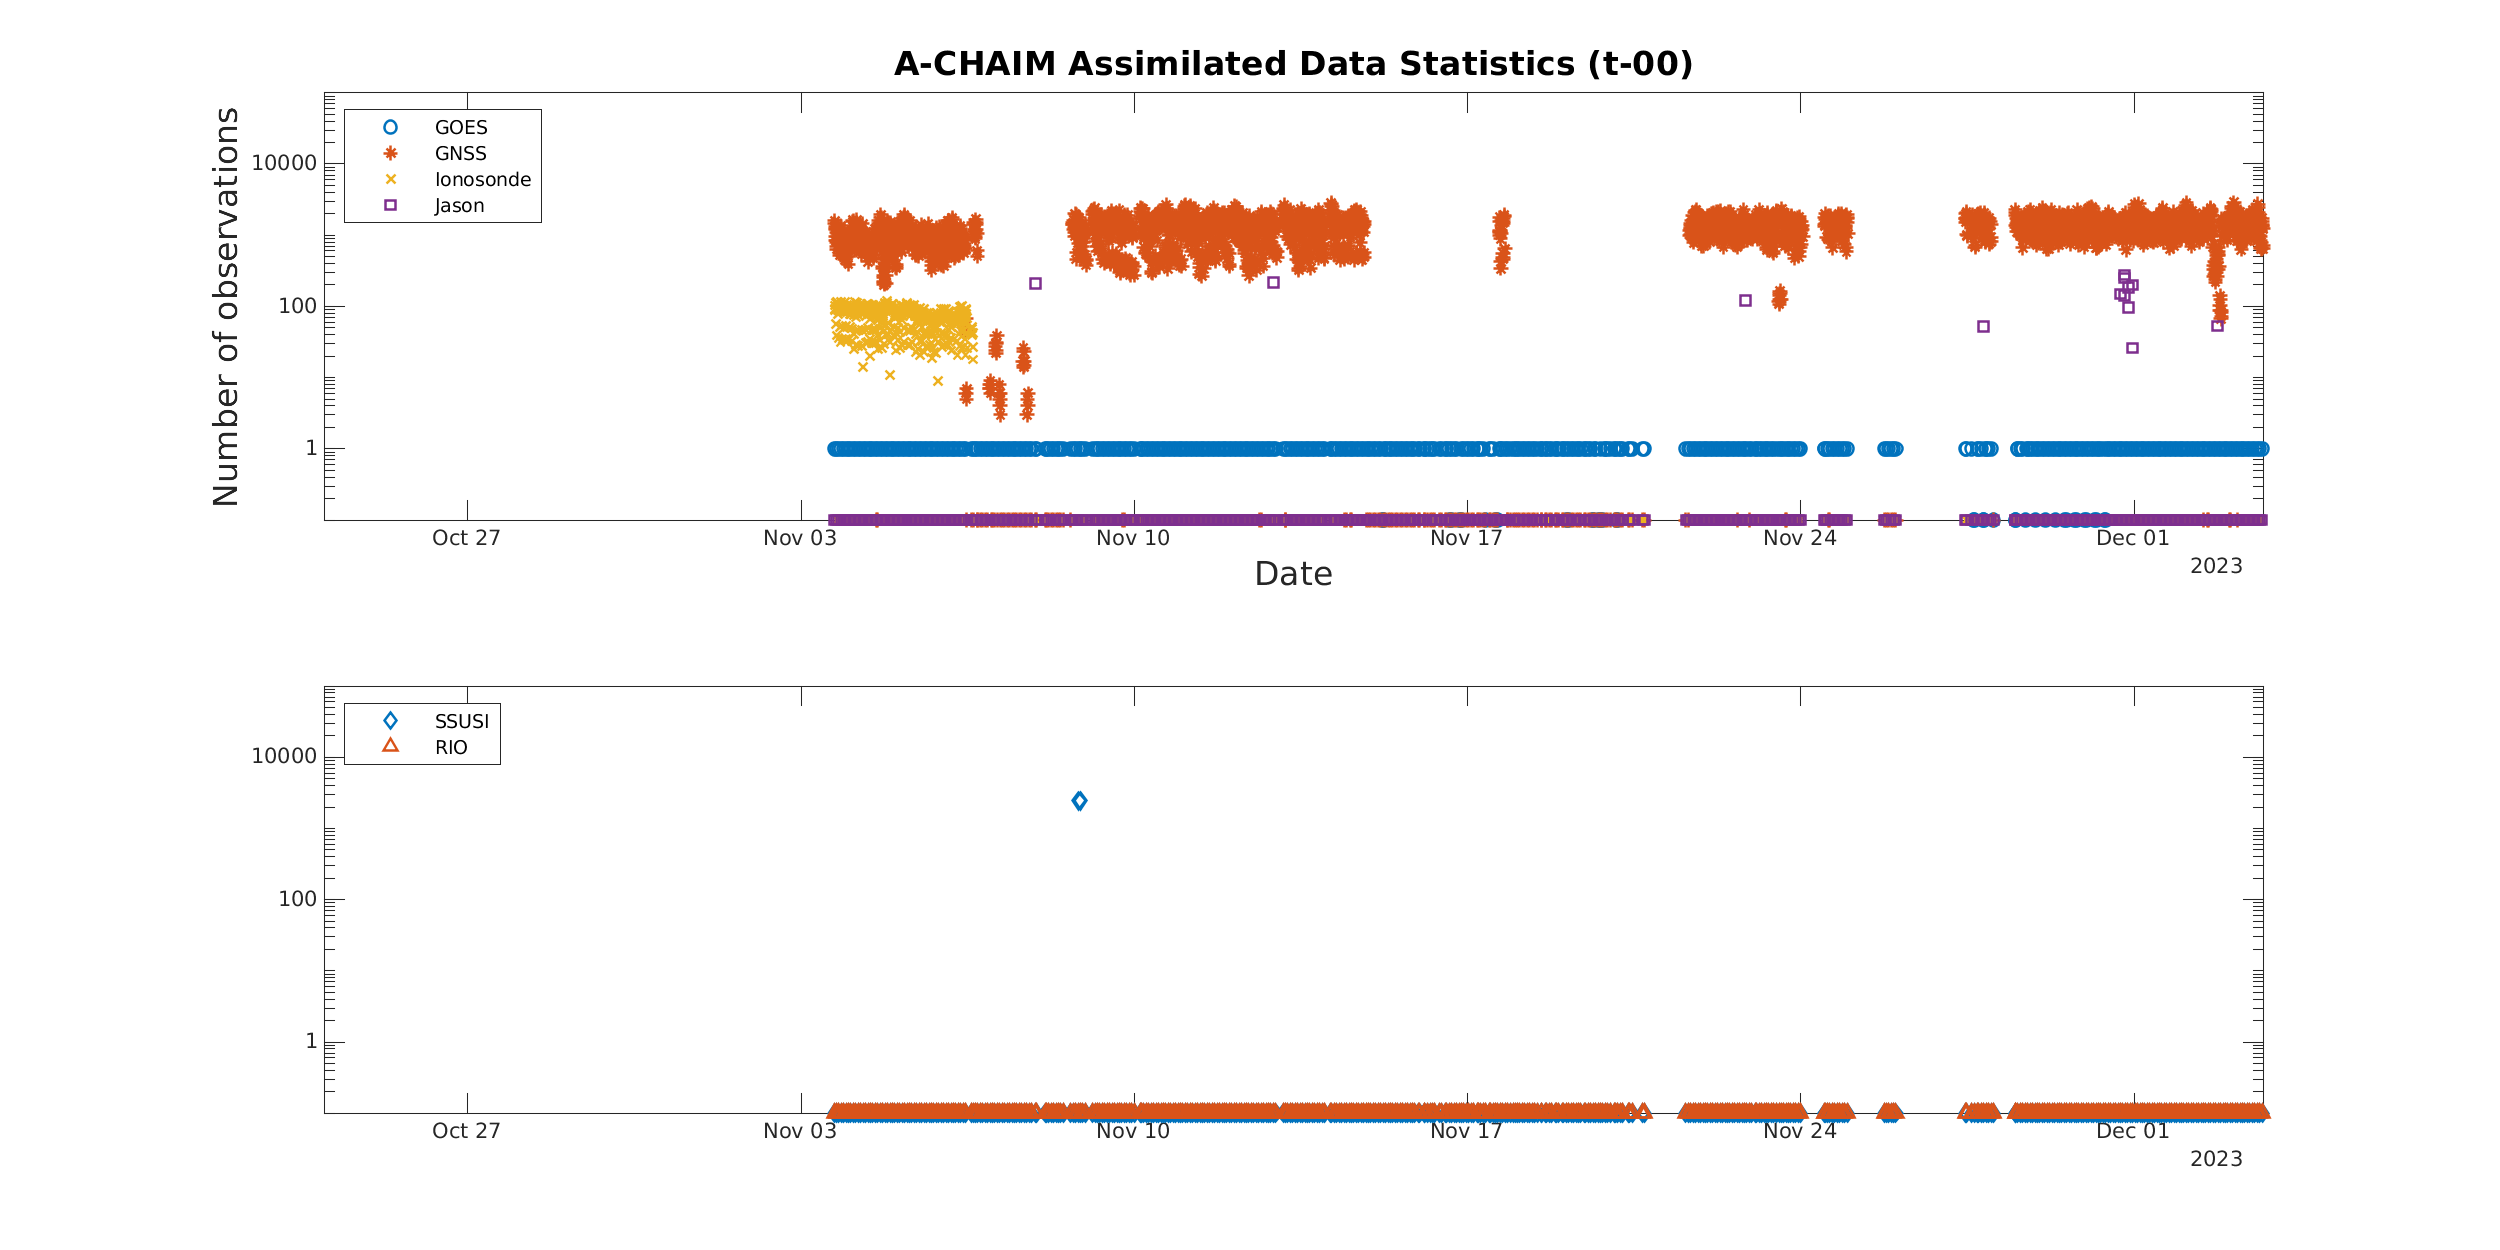 A-CHAIM Assimilated Data Statistics (t-00)
Number of observations
10000
100
1
GOES
GNSS
Ionosonde
Jason
Oct 27
Nov 03
Nov 10
Nov 17
Nov 24
Dec 01
2023
Date
10000
100
1
SSUSI
RIO
Oct 27
Nov 03
Nov 10
Nov 17
Nov 24
Dec 01
2023